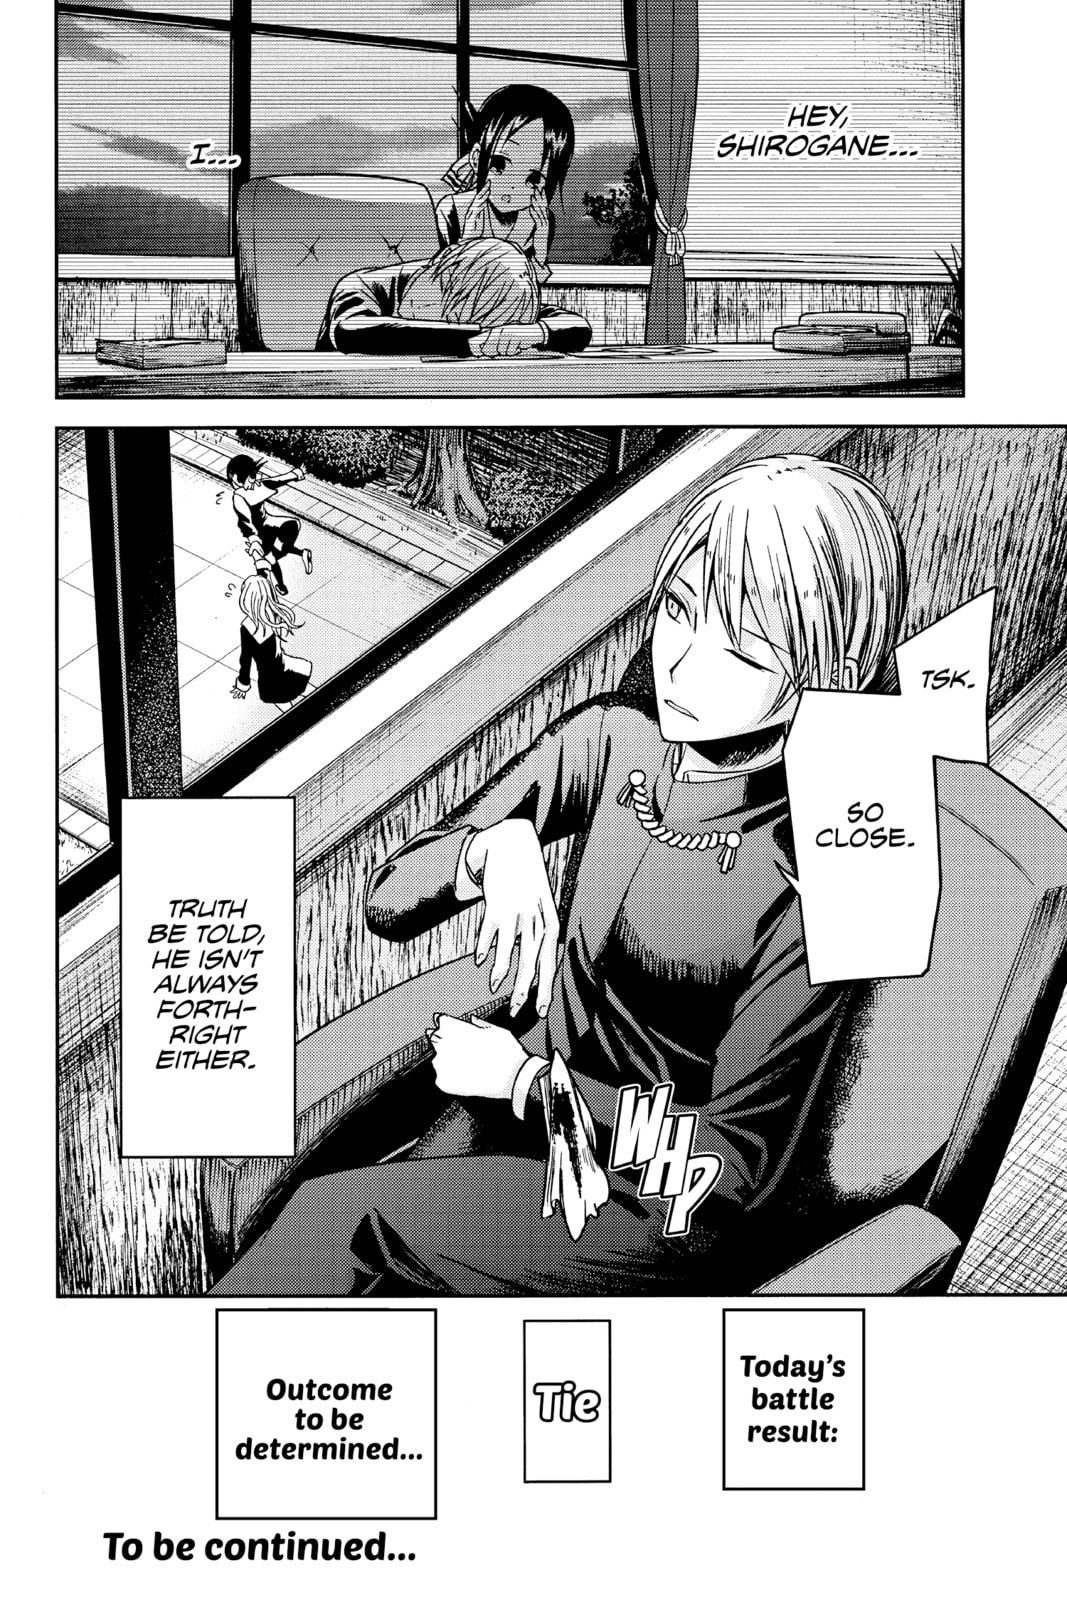 HEY,
SHIROGANE...
I...
TSK.
SO
CLOSE.
TRUTH
BE TOLD,
HE ISN'T
ALWAYS
FORTH-
RIGHT
EITHER.
WHP
Today's
battle
result:
Tie
Outcome
to be
determined...
To be continued...